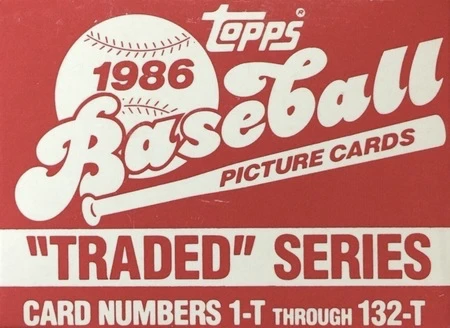 topps®
1986
Baseball
PICTURE CARDS
"TRADED" SERIES
CARD NUMBERS 1-T THROUGH 132-T